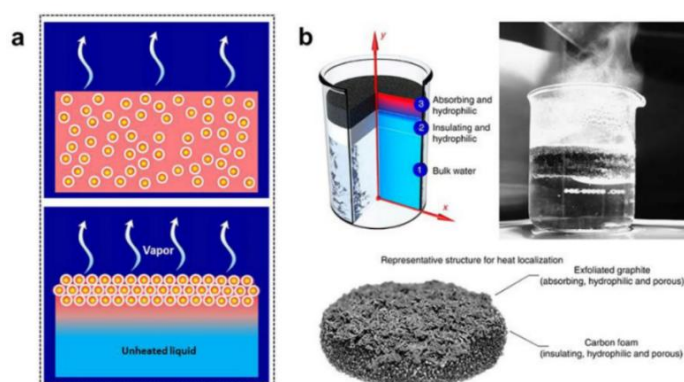 a
Vapor
Unheated liquid
b
y
3
Absorbing and
hydrophilic
2
Insulating and
hydrophilic
1
Bulk water
x
Representative structure for heat localization
Exfoliated graphite
(absorbing, hydrophilic and porous)
Carbon foam
(insulating, hydrophilic and porous)